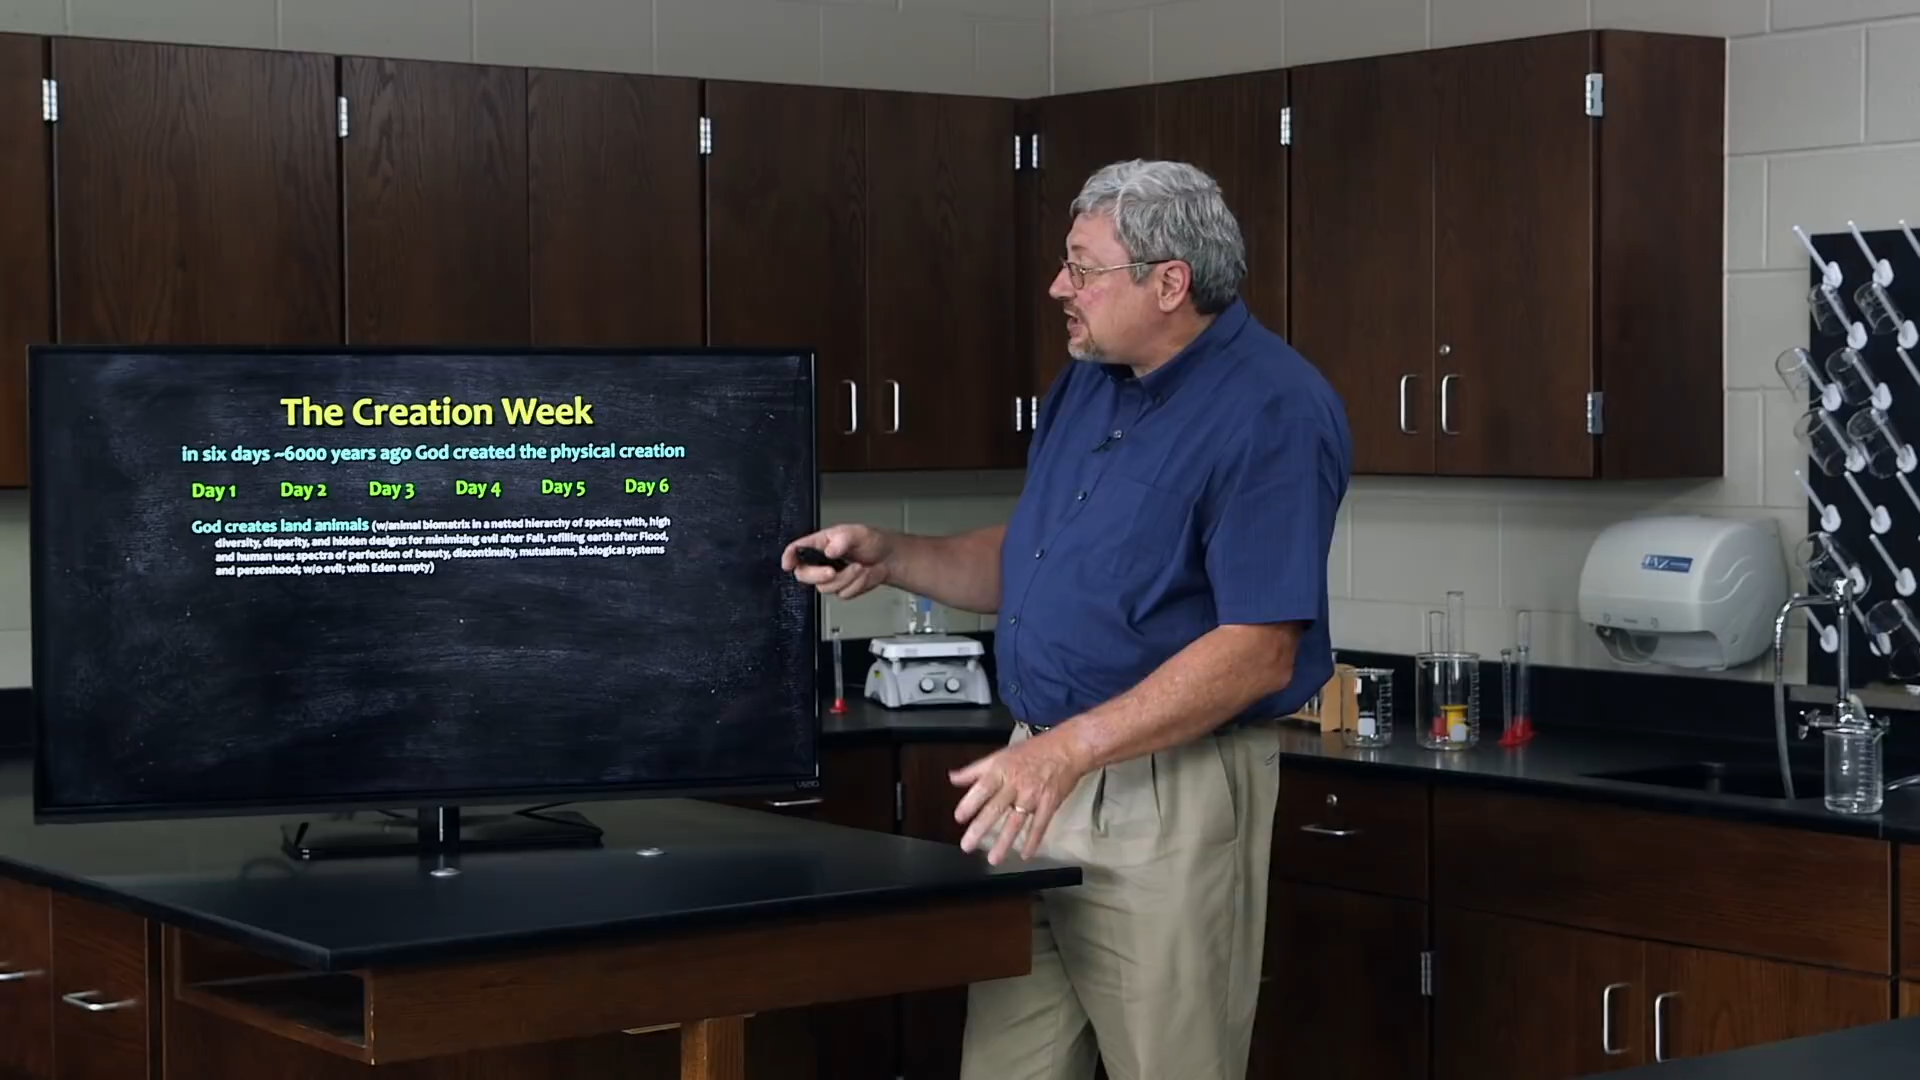 The Creation Week
in six days ~6000 years ago God created the physical creation
Day 1 Day 2 Day 3 Day 4 Day 5 Day 6
God creates land animals (w/animal biomatrix in a netted hierarchy of species; with, high
diversity, disparity, and hidden designs for minimizing evil after Fall, refilling earth after Flood,
and human use; spectra of perfection of beauty, discontinuity, mutualisms, biological systems
and personhood; w/o evil; with Eden empty)